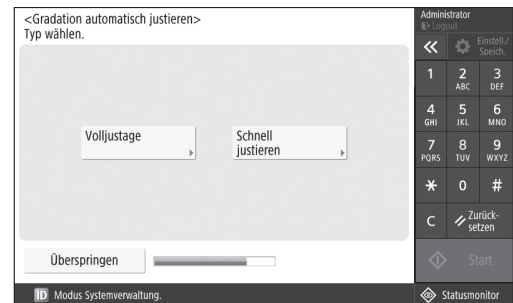 <Gradation automatisch justieren>
Typ wählen.
Volljustage
Schnell
justieren
Überspringen
ID Modus Systemverwaltung.
Administrator
Logout
Einstell./
Speich.
1 2 3
ABC DEF
4 5 6
GHI JKL MNO
7 8 9
PQRS TUV WXYZ
* 0 #
C Zurück-
setzen
Start
Statusmonitor